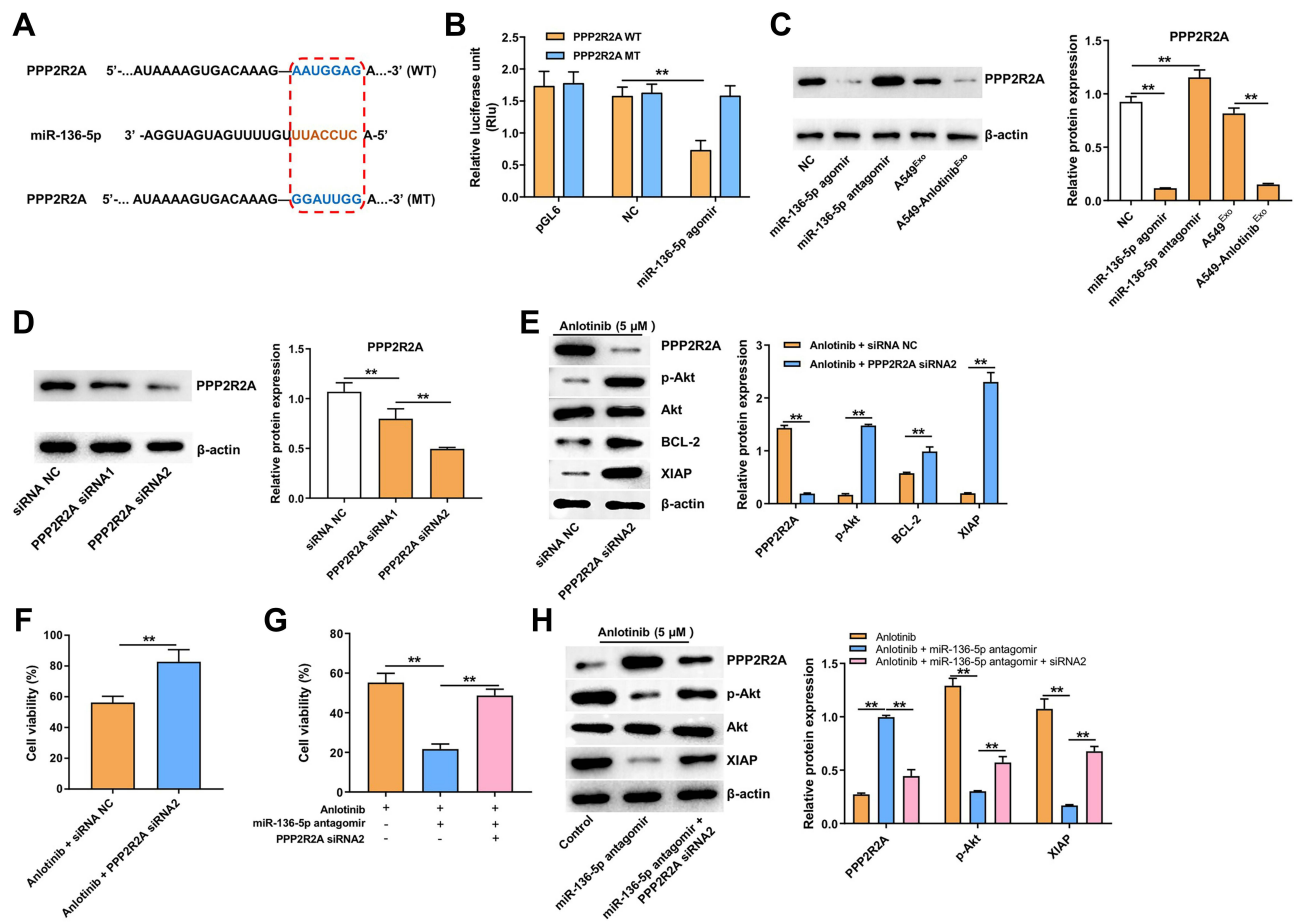 A
PPP2R2A 5'-...AUAAAAGUGACAAAG—AAUGGAG A...-3' (WT)
miR-136-5p 3' -AGGUAGUAGUUUUGUUUACCUC A-5'
PPP2R2A 5'-... AUAAAAGUGACAAAG—GGAUUGG A...-3' (MT)
B
PPP2R2A WT
PPP2R2A MT
Relative luciferase unit
(Rlu)
2.5
2.0
1.5
1.0
0.5
0.0
**
pGL6
NC
miR-136-5p agomir
C
PPP2R2A
β-actin
NC
miR-136-5p agomir
miR-136-5p antagomir
A549Exo
A549-AnlotinibExo
PPP2R2A
Relative protein expression
1.5
1.0
0.5
0.0
**
**
**
NC
miR-136-5p agomir
miR-136-5p antagomir
A549Exo
A549-AnlotinibExo
D
PPP2R2A
β-actin
siRNA NC
PPP2R2A siRNA1
PPP2R2A siRNA2
PPP2R2A
Relative protein expression
1.5
1.0
0.5
0.0
**
**
siRNA NC
PPP2R2A siRNA1
PPP2R2A siRNA2
E
Anlotinib (5 μM )
PPP2R2A
p-Akt
Akt
BCL-2
XIAP
β-actin
siRNA NC
PPP2R2A siRNA2
Anlotinib + siRNA NC
Anlotinib + PPP2R2A siRNA2
Relative protein expression
3
2
1
0
**
**
**
**
PPP2R2A
p-Akt
BCL-2
XIAP
F
Cell viability (%)
100
80
60
40
20
0
**
Anlotinib + siRNA NC
Anlotinib + PPP2R2A siRNA2
G
Cell viability (%)
80
60
40
20
0
**
**
Anlotinib + + +
miR-136-5p antagomir - + +
PPP2R2A siRNA2 - - +
H
Anlotinib (5 μM )
PPP2R2A
p-Akt
Akt
XIAP
β-actin
Control
miR-136-5p antagomir
miR-136-5p antagomir +
PPP2R2A siRNA2
Anlotinib
Anlotinib + miR-136-5p antagomir
Anlotinib + miR-136-5p antagomir + siRNA2
Relative protein expression
1.5
1.0
0.5
0.0
**
**
**
**
**
**
PPP2R2A
p-Akt
XIAP